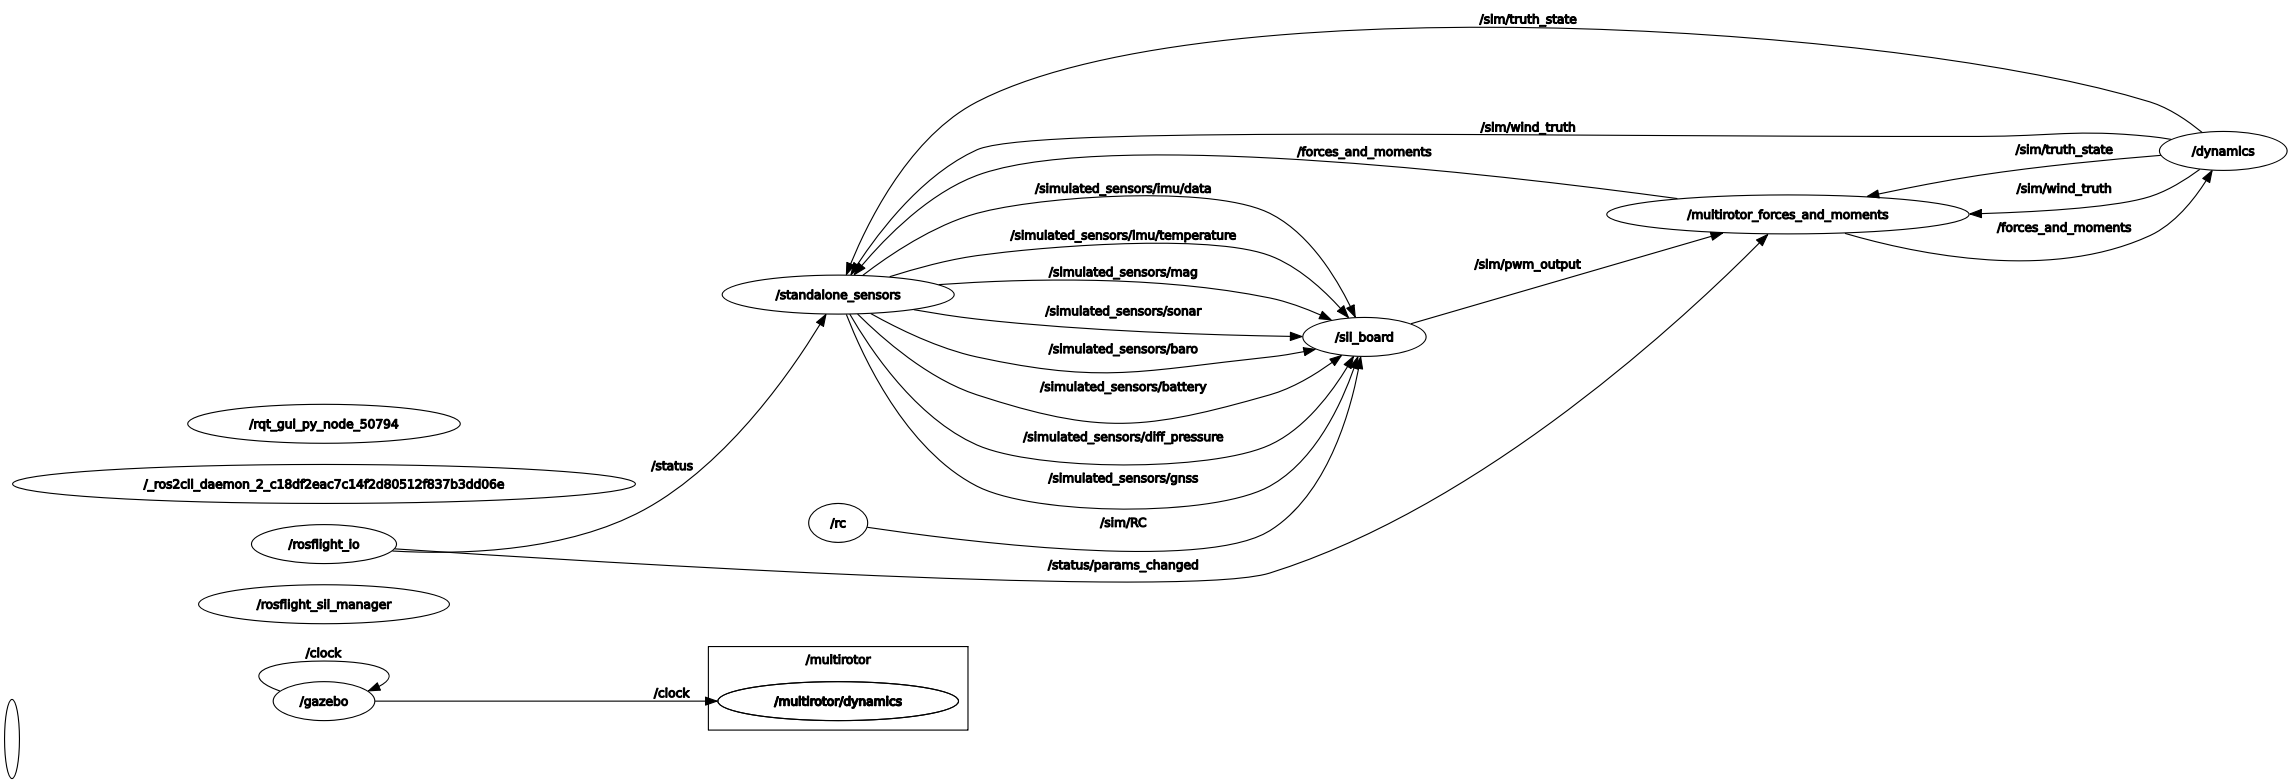 /sim/truth_state
/sim/wind_truth
/forces_and_moments
/sim/truth_state
/dynamics
/sim/wind_truth
/simulated_sensors/imu/data
/multirotor_forces_and_moments
/forces_and_moments
/simulated_sensors/imu/temperature
/sim/pwm_output
/simulated_sensors/mag
/standalone_sensors
/simulated_sensors/sonar
/sil_board
/simulated_sensors/baro
/simulated_sensors/battery
/rqt_gui_py_node_50794
/simulated_sensors/diff_pressure
/status
/simulated_sensors/gnss
/_ros2cli_daemon_2_c18df2eac7c14f2d80512f837b3dd06e
/rc
/sim/RC
/rosflight_io
/status/params_changed
/rosflight_sil_manager
/clock
/multirotor
/clock
/gazebo
/multirotor/dynamics